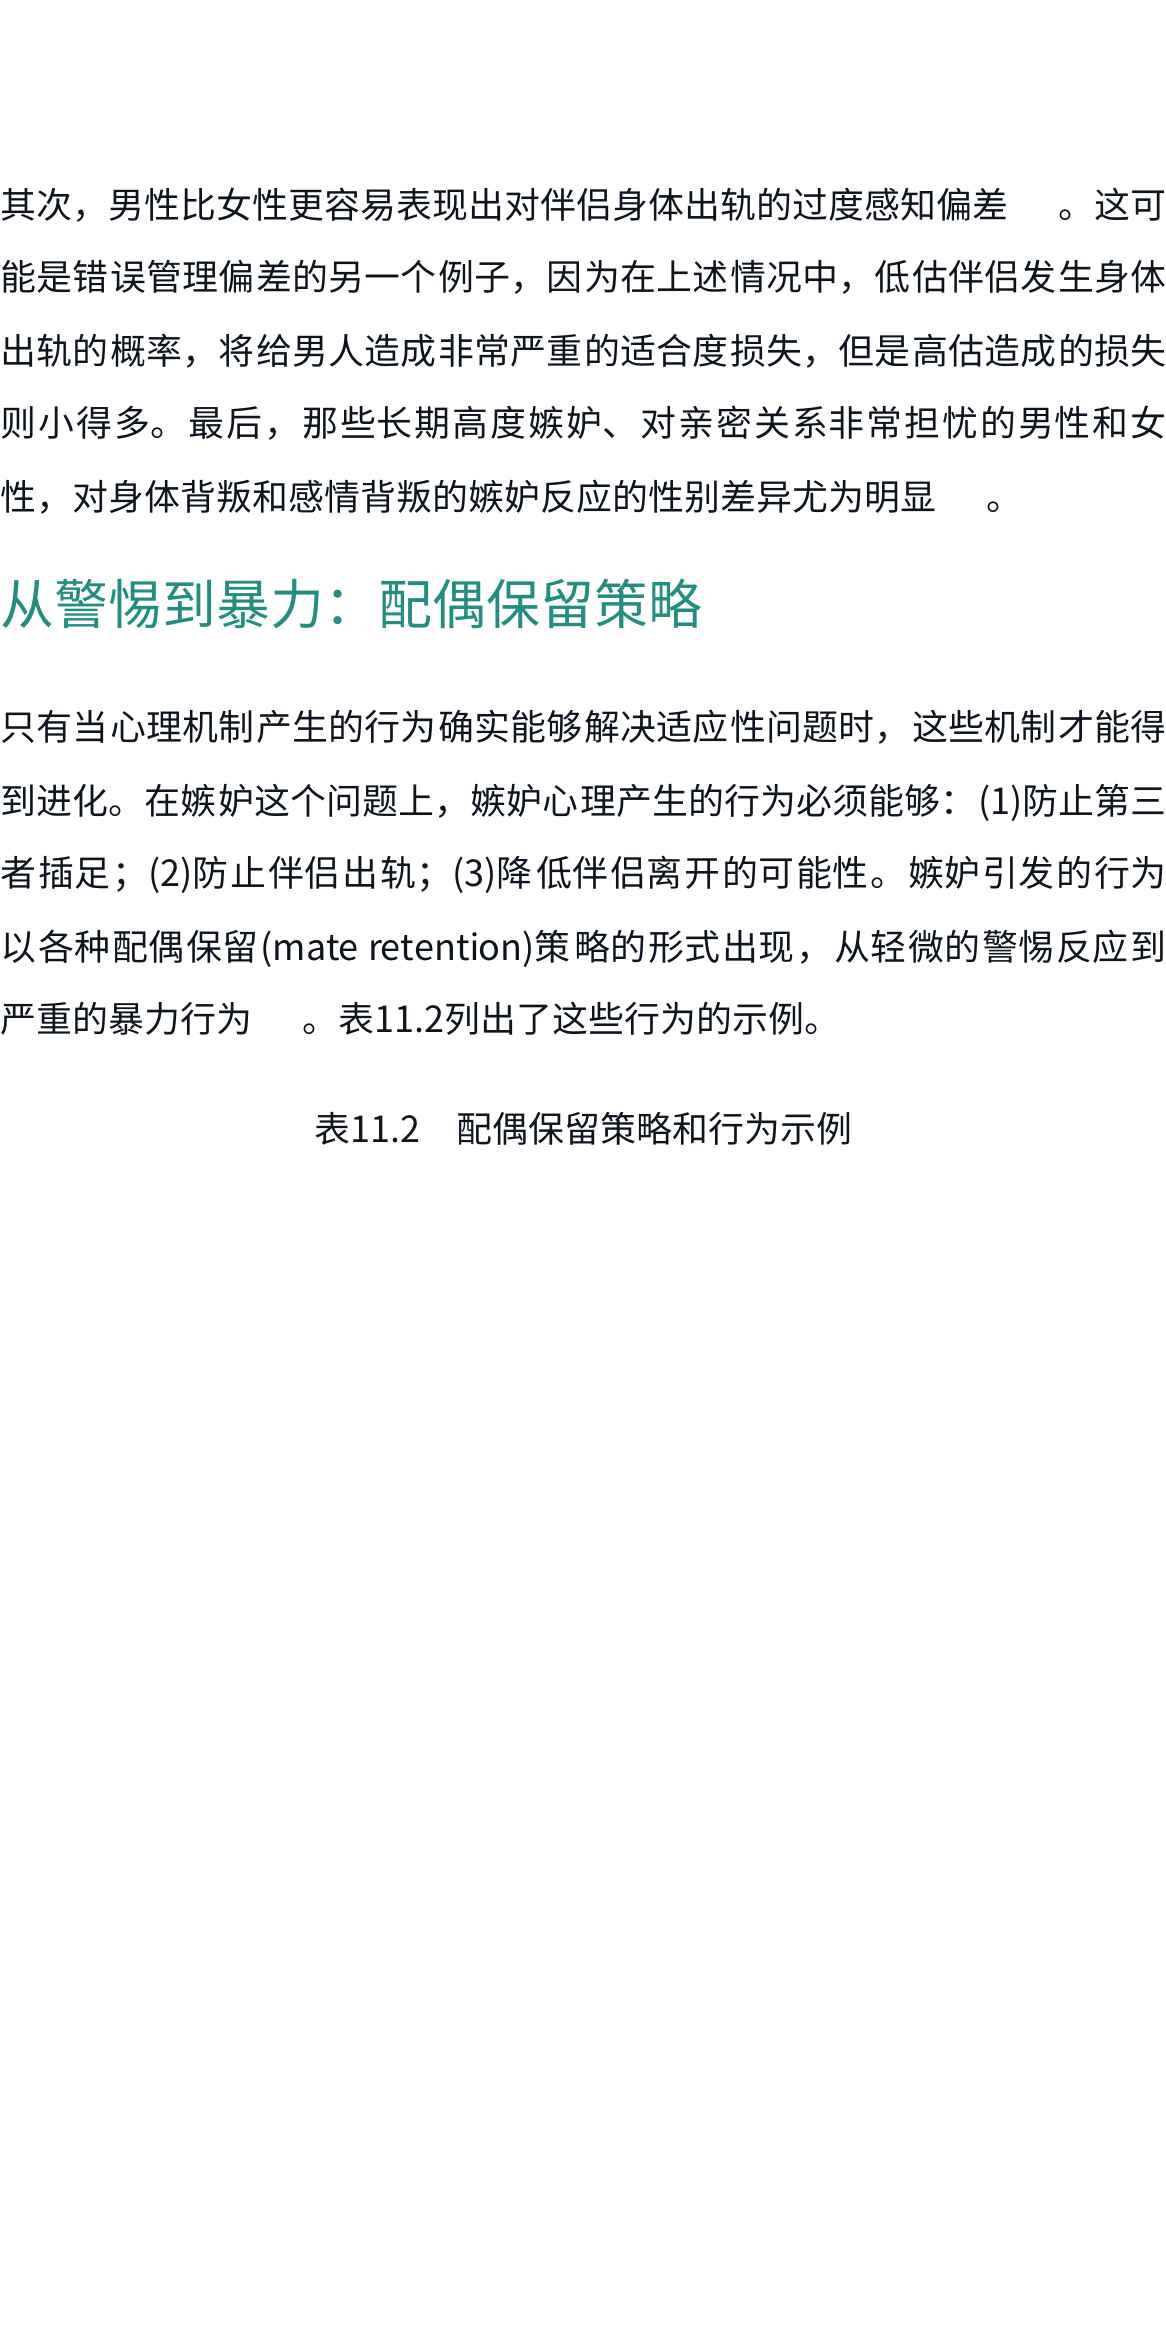 其次，男性比女性更容易表现出对伴侣身体出轨的过度感知偏差 。这可
能是错误管理偏差的另一个例子，因为在上述情况中，低估伴侣发生身体
出轨的概率，将给男人造成非常严重的适合度损失，但是高估造成的损失
则小得多。最后，那些长期高度嫉妒、对亲密关系非常担忧的男性和女
性，对身体背叛和感情背叛的嫉妒反应的性别差异尤为明显 。
从警惕到暴力：配偶保留策略
只有当心理机制产生的行为确实能够解决适应性问题时，这些机制才能得
到进化。在嫉妒这个问题上，嫉妒心理产生的行为必须能够：(1)防止第三
者插足；(2)防止伴侣出轨；(3)降低伴侣离开的可能性。嫉妒引发的行为
以各种配偶保留(mate retention)策略的形式出现，从轻微的警惕反应到
严重的暴力行为 。表11.2列出了这些行为的示例。
表11.2 配偶保留策略和行为示例